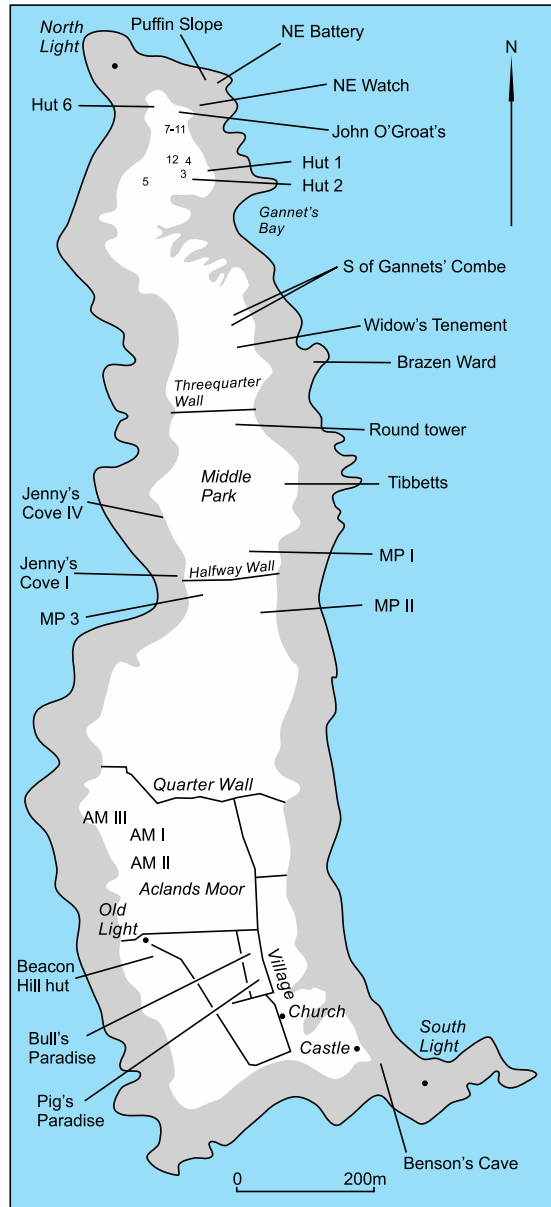 Puffin Slope
North
Light
NE Battery
N
NE Watch
Hut 6
John O'Groat's
7-11
12
4
Hut 1
3
5
Hut 2
Gannet's
Bay
S of Gannets' Combe
Widow's Tenement
Brazen Ward
Threequarter
Wall
Round tower
Middle
Park
Tibbetts
Jenny's
Cove IV
MP I
Jenny's
Cove I
Halfway Wall
MP 3
MP II
Quarter Wall
AM III
AM I
AM II
Aclands Moor
Old
Light
Village
Beacon
Hill hut
Church
Bull's
Paradise
South
Light
Castle
Pig's
Paradise
Benson's Cave
0
200m